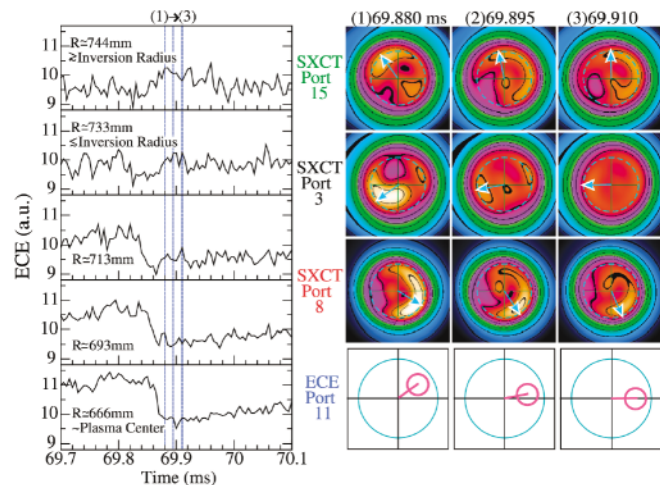 (1)→(3)
(1)69.880 ms (2)69.895 (3)69.910
ECE (a.u.)
R≃744mm
≥Inversion Radius
11
10
9
R≃733mm
≤Inversion Radius
11
10
9
R≃713mm
11
10
9
R≃693mm
11
10
9
R≃666mm
~Plasma Center
11
10
9
69.7 69.8 69.9 70 70.1
Time (ms)
SXCT
Port
15
SXCT
Port
3
SXCT
Port
8
ECE
Port
11